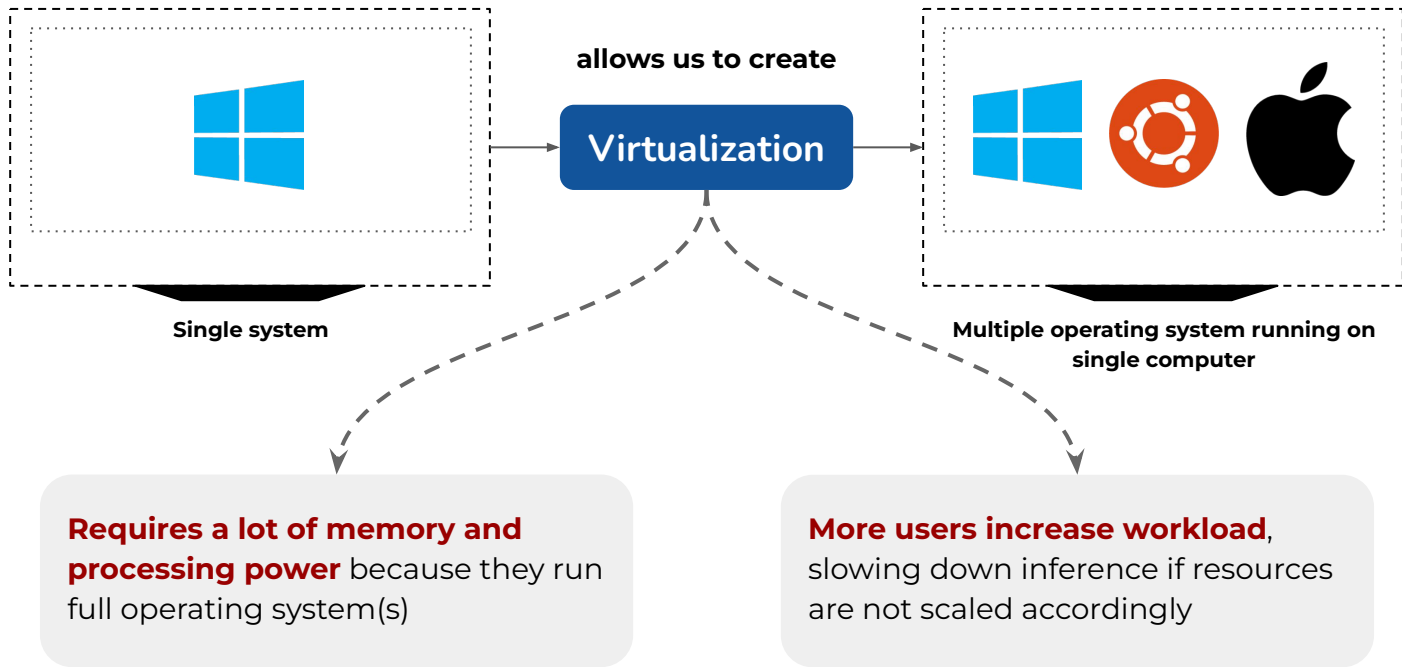 allows us to create
Virtualization
Single system
Multiple operating system running on
single computer
Requires a lot of memory and
processing power because they run
full operating system(s)
More users increase workload,
slowing down inference if resources
are not scaled accordingly